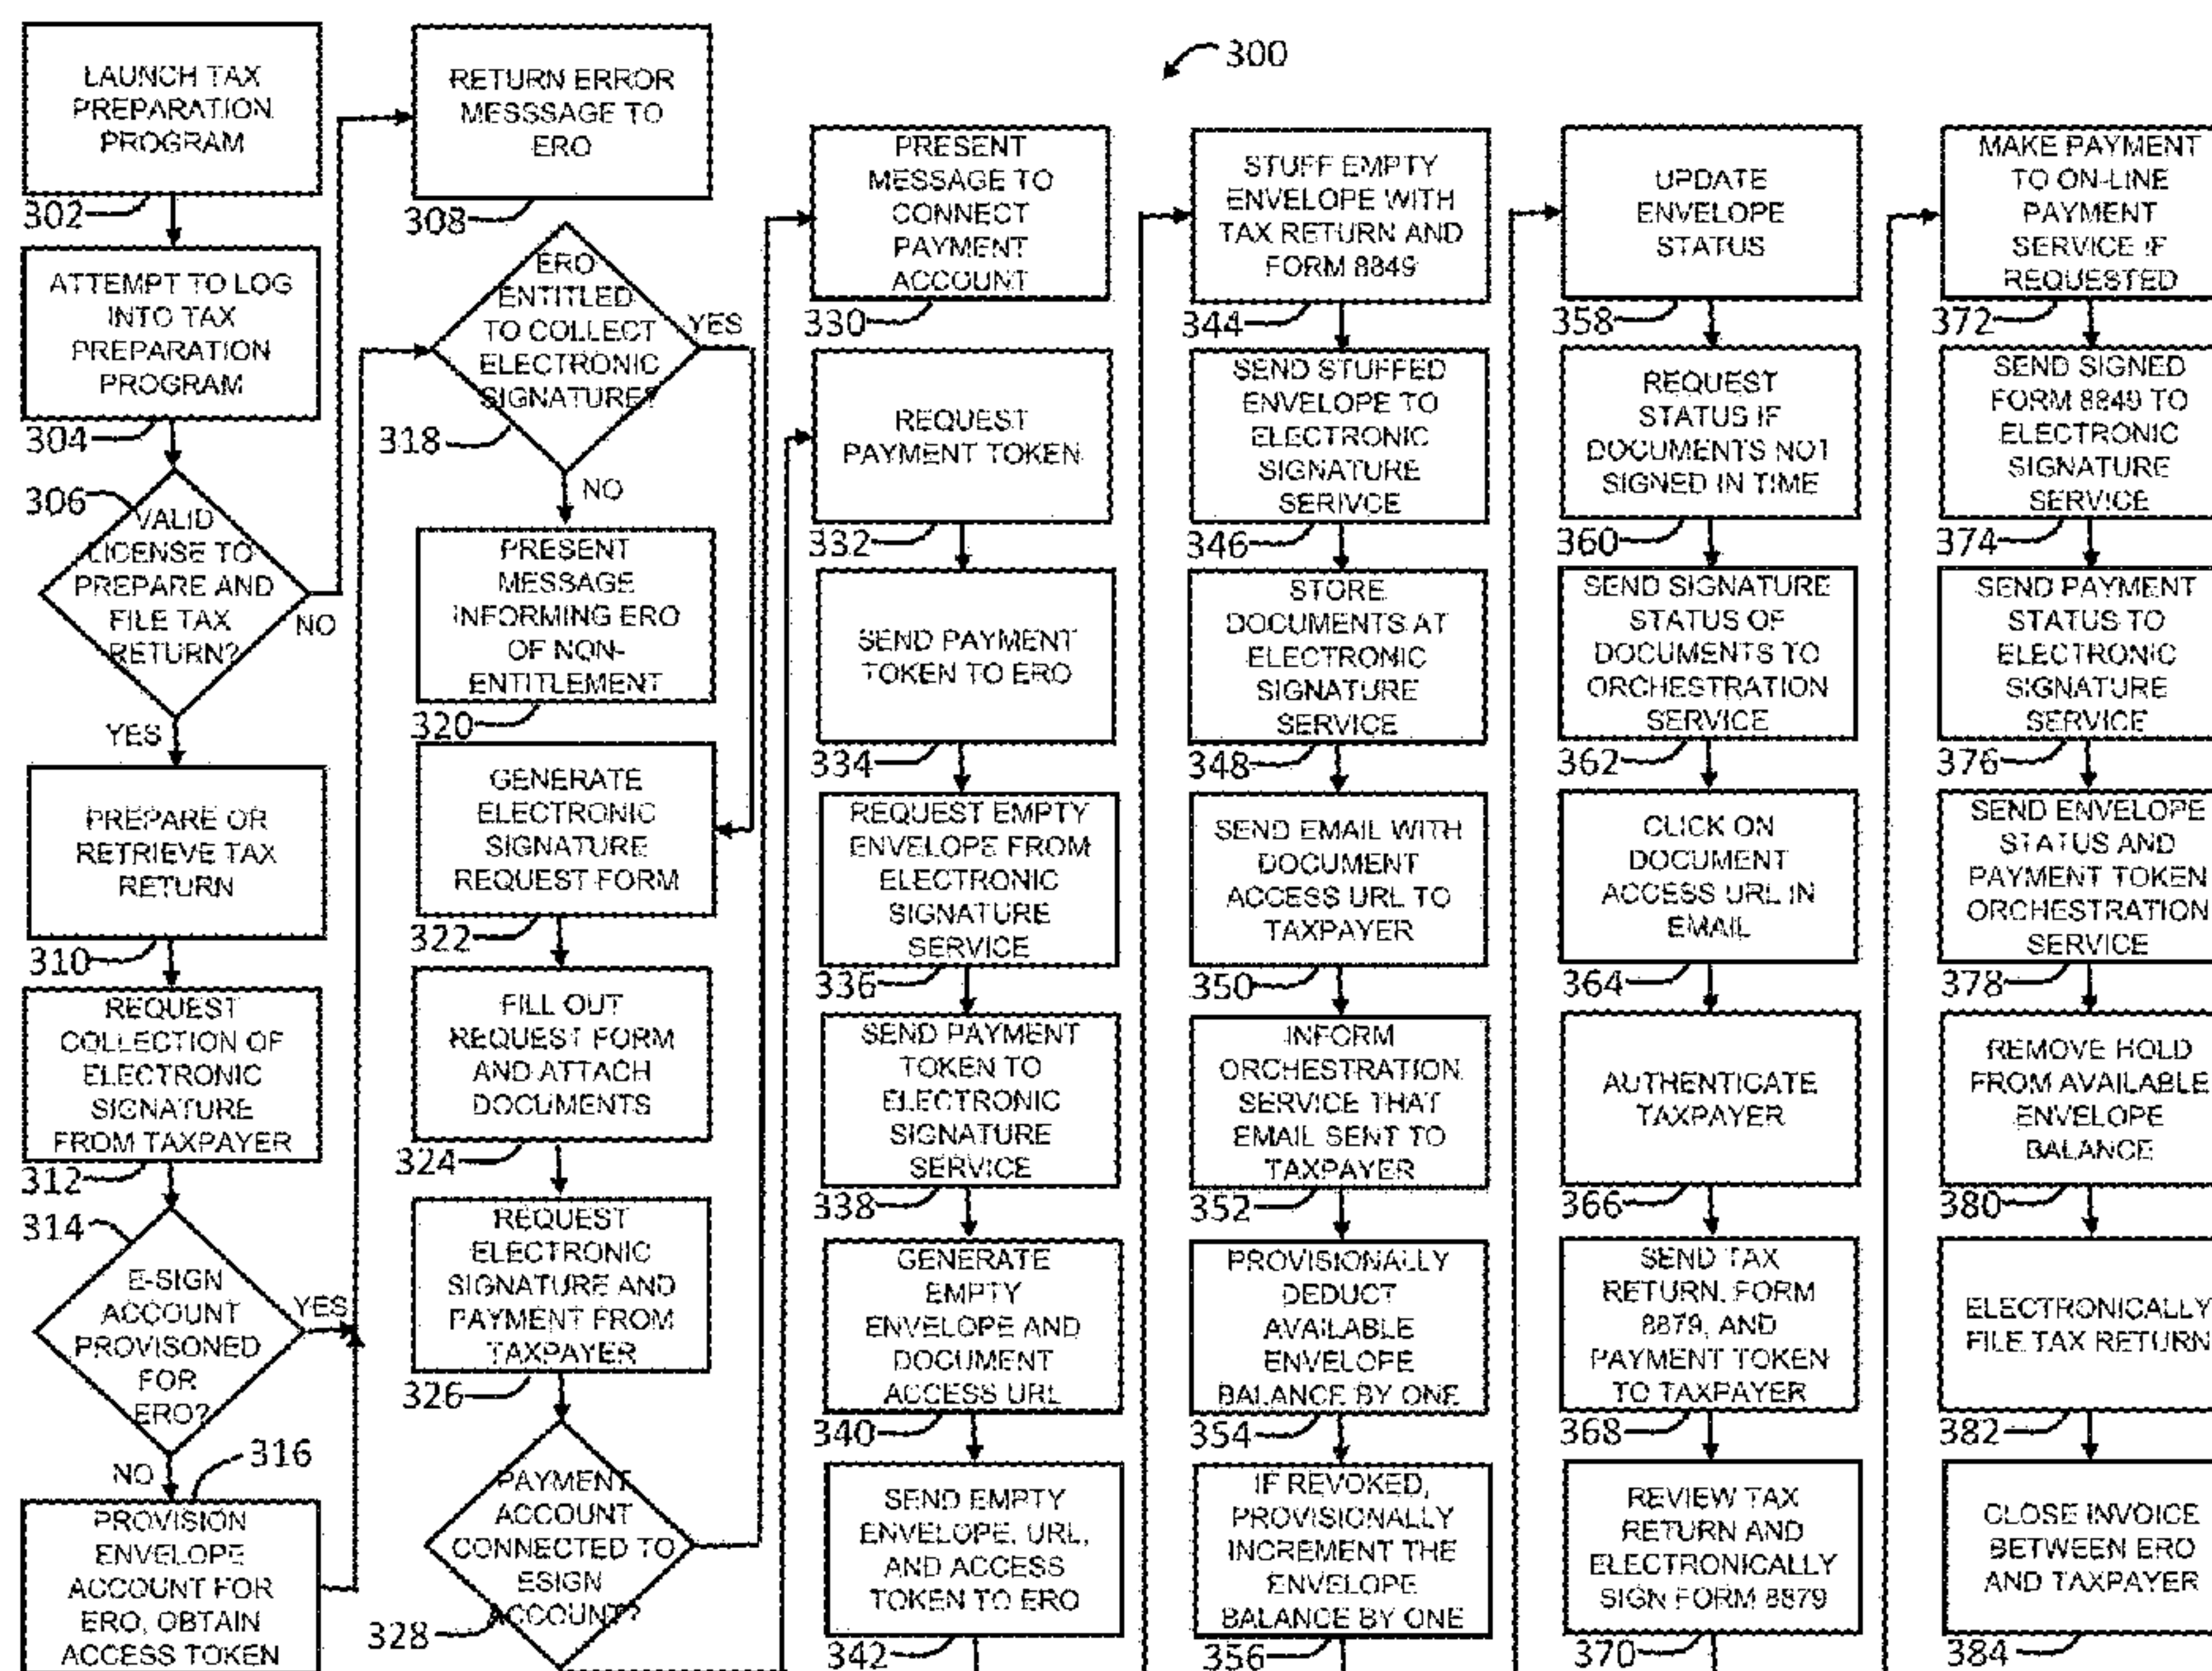 300
LAUNCH TAX
PREPARATION
PROGRAM
302
ATTEMPT TO LOG
INTO TAX
PREPARATION
PROGRAM
304
306
VALID
LICENSE TO
PREPARE AND
FILE TAX
RETURN?
NO
YES
PREPARE OR
RETRIEVE TAX
RETURN
310
REQUEST
COLLECTION OF
ELECTRONIC
SIGNATURE
FROM TAXPAYER
312
314
E-SIGN
ACCOUNT
PROVISONED
FOR
ERO?
YES
NO
316
PROVISION
ENVELOPE
ACCOUNT FOR
ERO, OBTAIN
ACCESS TOKEN
RETURN ERROR
MESSSAGE TO
ERO
308
ERO
ENTITLED
TO COLLECT
ELECTRONIC
SIGNATURE?
YES
318
NO
PRESENT
MESSAGE
INFORMING ERO
OF NON-
ENTITLEMENT
320
GENERATE
ELECTRONIC
SIGNATURE
REQUEST FORM
322
FILL OUT
REQUEST FORM
AND ATTACH
DOCUMENTS
324
REQUEST
ELECTRONIC
SIGNATURE AND
PAYMENT FROM
TAXPAYER
326
PAYMENT
ACCOUNT
CONNECTED TO
ESIGN
ACCOUNT?
328
PRESENT
MESSAGE TO
CONNECT
PAYMENT
ACCOUNT
330
REQUEST
PAYMENT TOKEN
332
SEND PAYMENT
TOKEN TO ERO
334
REQUEST EMPTY
ENVELOPE FROM
ELECTRONIC
SIGNATURE
SERVICE
336
SEND PAYMENT
TOKEN TO
ELECTRONIC
SIGNATURE
SERVICE
338
GENERATE
EMPTY
ENVELOPE AND
DOCUMENT
ACCESS URL
340
SEND EMPTY
ENVELOPE, URL,
AND ACCESS
TOKEN TO ERO
342
STUFF EMPTY
ENVELOPE WITH
TAX RETURN AND
FORM 8849
344
SEND STUFFED
ENVELOPE TO
ELECTRONIC
SIGNATURE
SERIVCE
346
STORE
DOCUMENTS AT
ELECTRONIC
SIGNATURE
SERVICE
348
SEND EMAIL WITH
DOCUMENT
ACCESS URL TO
TAXPAYER
350
INFORM
ORCHESTRATION
SERVICE THAT
EMAIL SENT TO
TAXPAYER
352
PROVISIONALLY
DEDUCT
AVAILABLE
ENVELOPE
BALANCE BY ONE
354
IF REVOKED,
PROVISIONALLY
INCREMENT THE
ENVELOPE
BALANCE BY ONE
356
UPDATE
ENVELOPE
STATUS
358
REQUEST
STATUS IF
DOCUMENTS NOT
SIGNED IN TIME
360
SEND SIGNATURE
STATUS OF
DOCUMENTS TO
ORCHESTRATION
SERVICE
362
CLICK ON
DOCUMENT
ACCESS URL IN
EMAIL
364
AUTHENTICATE
TAXPAYER
366
SEND TAX
RETURN, FORM
8879, AND
PAYMENT TOKEN
TO TAXPAYER
368
REVIEW TAX
RETURN AND
ELECTRONICALLY
SIGN FORM 8879
370
MAKE PAYMENT
TO ON-LINE
PAYMENT
SERVICE IF
REQUESTED
372
SEND SIGNED
FORM 8849 TO
ELECTRONIC
SIGNATURE
SERVICE
374
SEND PAYMENT
STATUS TO
ELECTRONIC
SIGNATURE
SERVICE
376
SEND ENVELOPE
STATUS AND
PAYMENT TOKEN
ORCHESTRATION
SERVICE
378
REMOVE HOLD
FROM AVAILABLE
ENVELOPE
BALANCE
380
ELECTRONICALLY
FILE TAX RETURN
382
CLOSE INVOICE
BETWEEN ERO
AND TAXPAYER
384